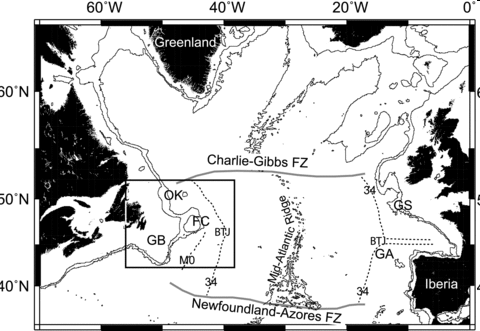 60°W 40°W 20°W 0°
Greenland
60°N
Charlie-Gibbs FZ
50°N
OK
34
FC
GS
BTJ
GB
Mid-Atlantic Ridge
BTJ
M0
GA
40°N
34
34
Iberia
Newfoundland-Azores FZ